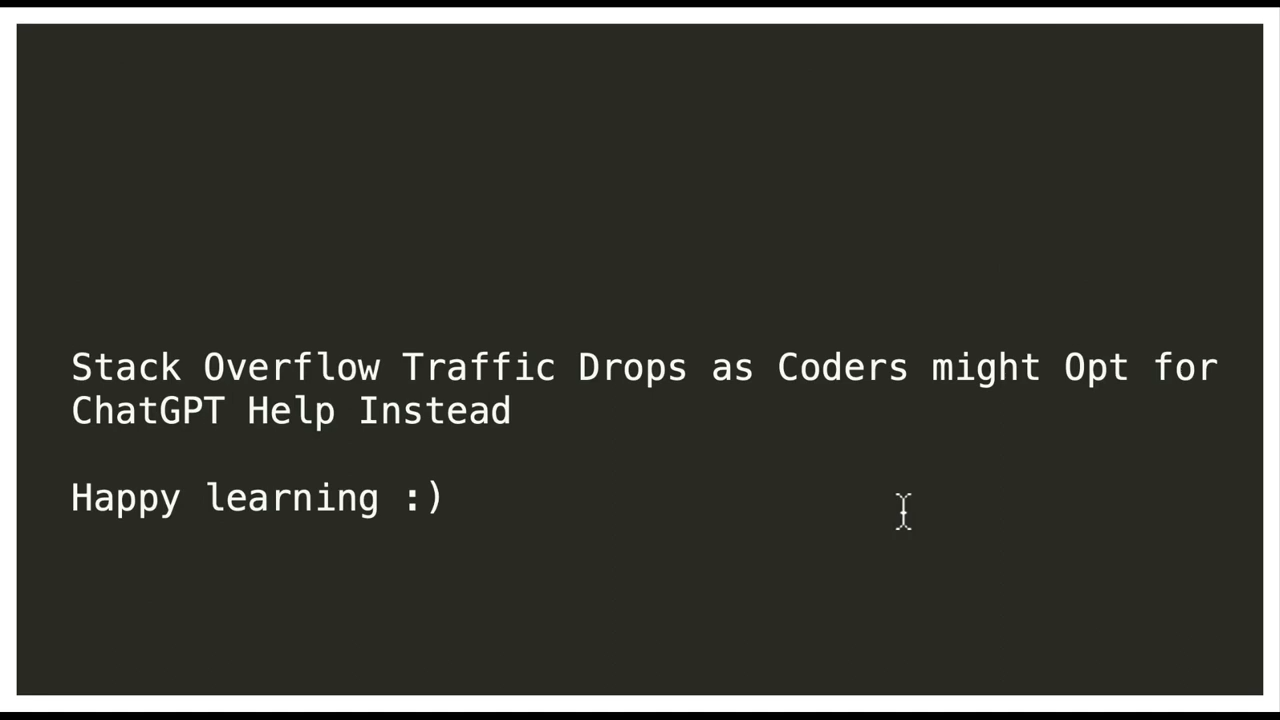 Stack Overflow Traffic Drops as Coders might Opt for
ChatGPT Help Instead
Happy learning :)